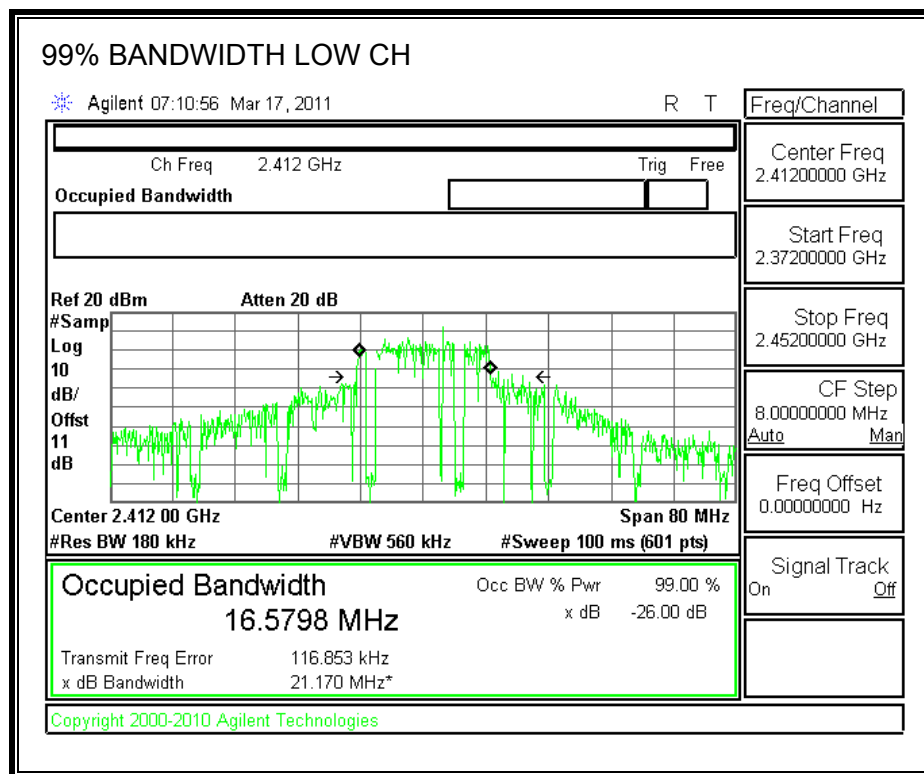 99% BANDWIDTH LOW CH
Agilent 07:10:56 Mar 17, 2011 R T
Freq/Channel
Ch Freq 2.412 GHz Trig Free
Occupied Bandwidth
Center Freq
2.41200000 GHz
Start Freq
2.37200000 GHz
Stop Freq
2.45200000 GHz
CF Step
8.00000000 MHz
Auto Man
Freq Offset
0.00000000 Hz
Signal Track
On Off
Ref 20 dBm Atten 20 dB
#Samp
Log
10
dB/
Offst
11
dB
Center 2.412 00 GHz Span 80 MHz
#Res BW 180 kHz #VBW 560 kHz #Sweep 100 ms (601 pts)
Occupied Bandwidth Occ BW % Pwr 99.00 %
16.5798 MHz x dB -26.00 dB
Transmit Freq Error 116.853 kHz
x dB Bandwidth 21.170 MHz*
Copyright 2000-2010 Agilent Technologies